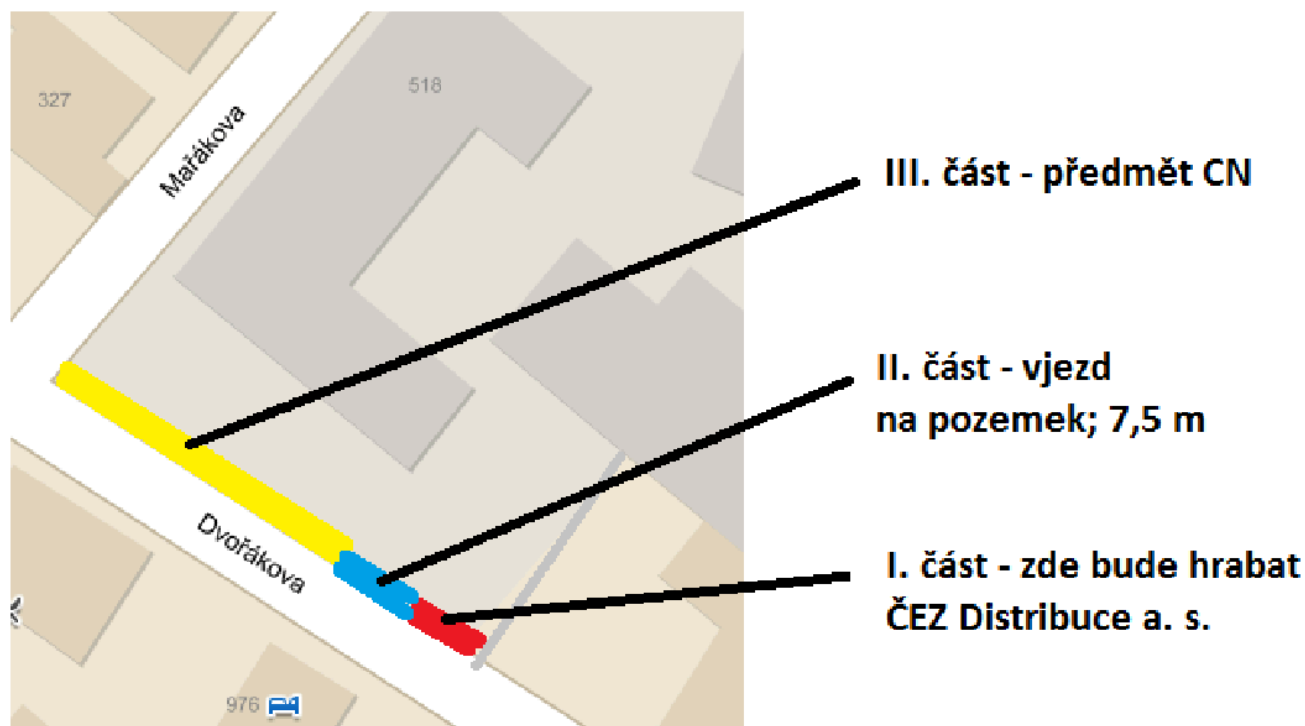 327
518
Mařákova
III. část - předmět CN
II. část - vjezd
na pozemek; 7,5 m
Dvořákova
I. část - zde bude hrabat
ČEZ Distribuce a. s.
976